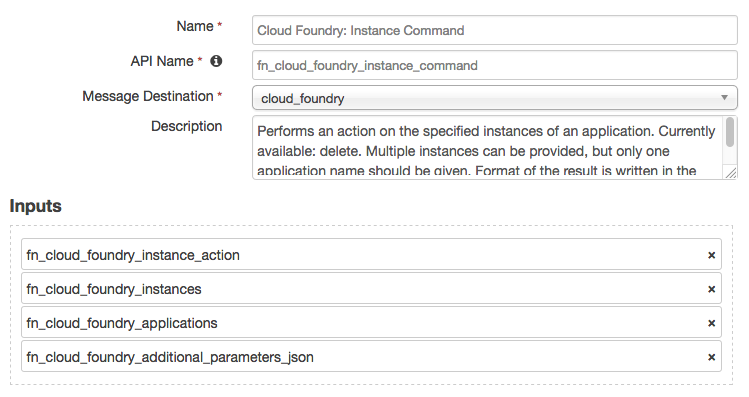 Name *
Cloud Foundry: Instance Command
API Name *
fn_cloud_foundry_instance_command
Message Destination *
cloud_foundry
Description
Performs an action on the specified instances of an application. Currently
available: delete. Multiple instances can be provided, but only one
application name should be given. Format of the result is written in the
Inputs
fn_cloud_foundry_instance_action ×
fn_cloud_foundry_instances ×
fn_cloud_foundry_applications ×
fn_cloud_foundry_additional_parameters_json ×